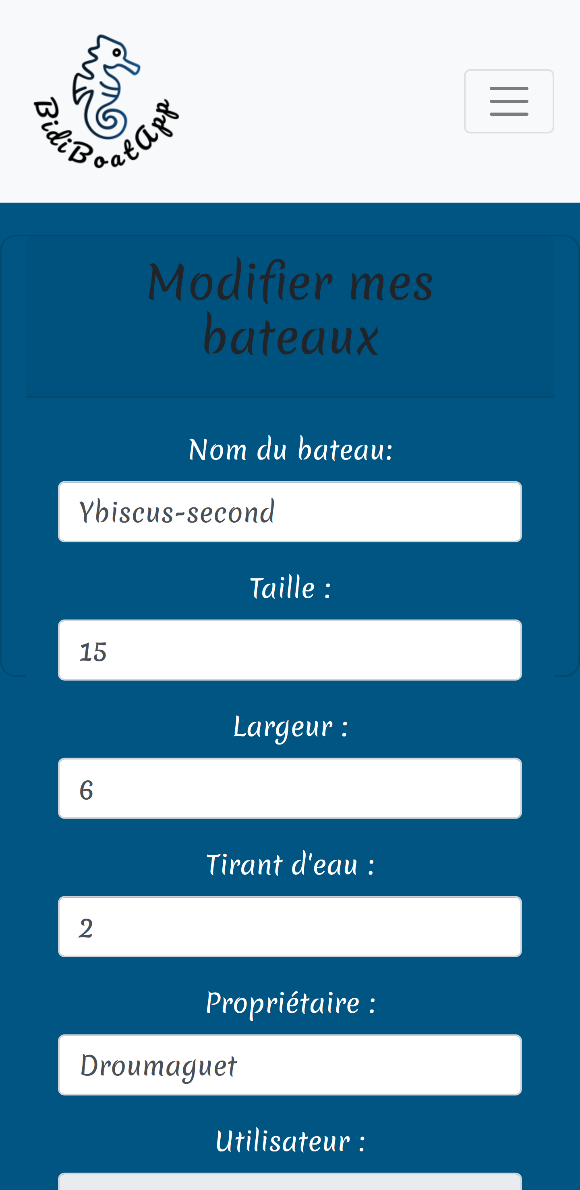 BidiBoatApp
Modifier mes
bateaux
Nom du bateau:
Ybiscus-second
Taille :
15
Largeur :
6
Tirant d'eau :
2
Propriétaire :
Droumaguet
Utilisateur :